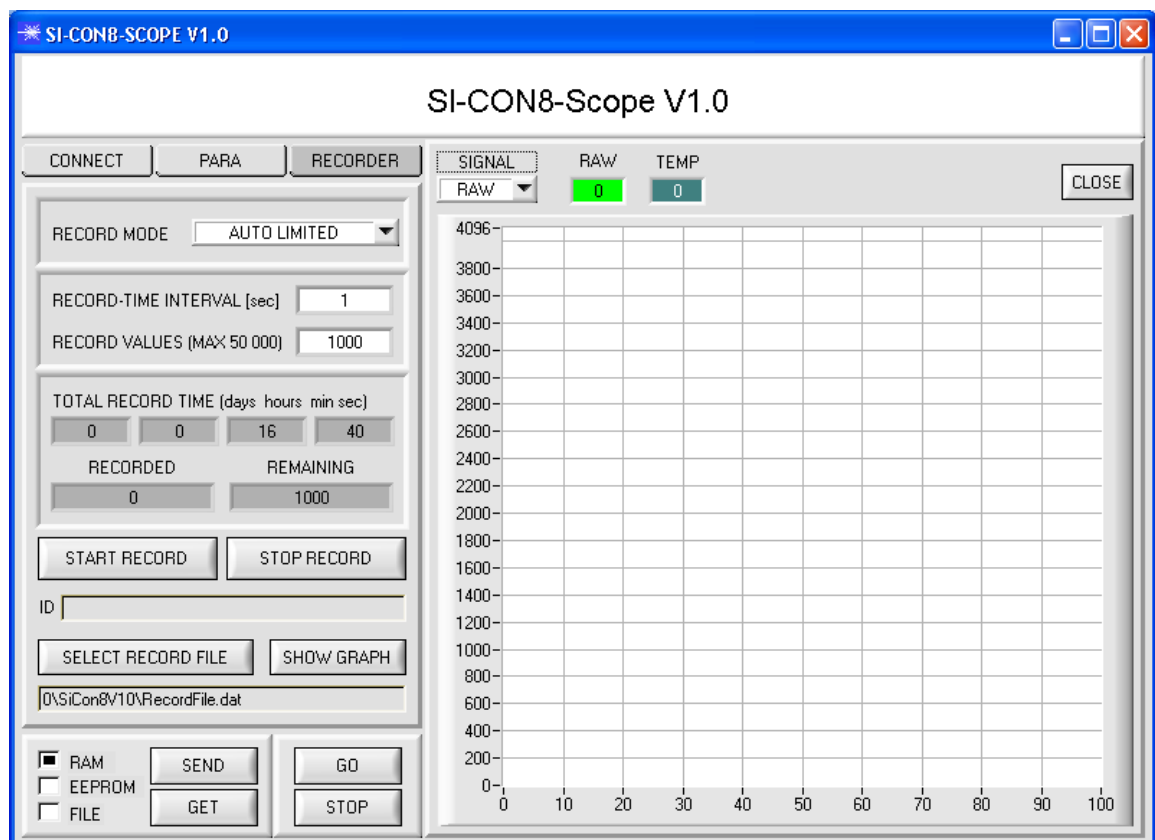 SI-CON8-SCOPE V1.0
SI-CON8-Scope V1.0
CONNECT PARA RECORDER
RECORD MODE AUTO LIMITED
RECORD-TIME INTERVAL [sec] 1
RECORD VALUES (MAX 50 000) 1000
TOTAL RECORD TIME (days hours min sec)
0 0 16 40
RECORDED REMAINING
0 1000
START RECORD STOP RECORD
ID
SELECT RECORD FILE SHOW GRAPH
0\SiCon8V10\RecordFile.dat
RAM
EEPROM
FILE
SEND
GET
GO
STOP
SIGNAL RAW TEMP
RAW 0 0
CLOSE
4096
3800
3600
3400
3200
3000
2800
2600
2400
2200
2000
1800
1600
1400
1200
1000
800
600
400
200
0
0 10 20 30 40 50 60 70 80 90 100